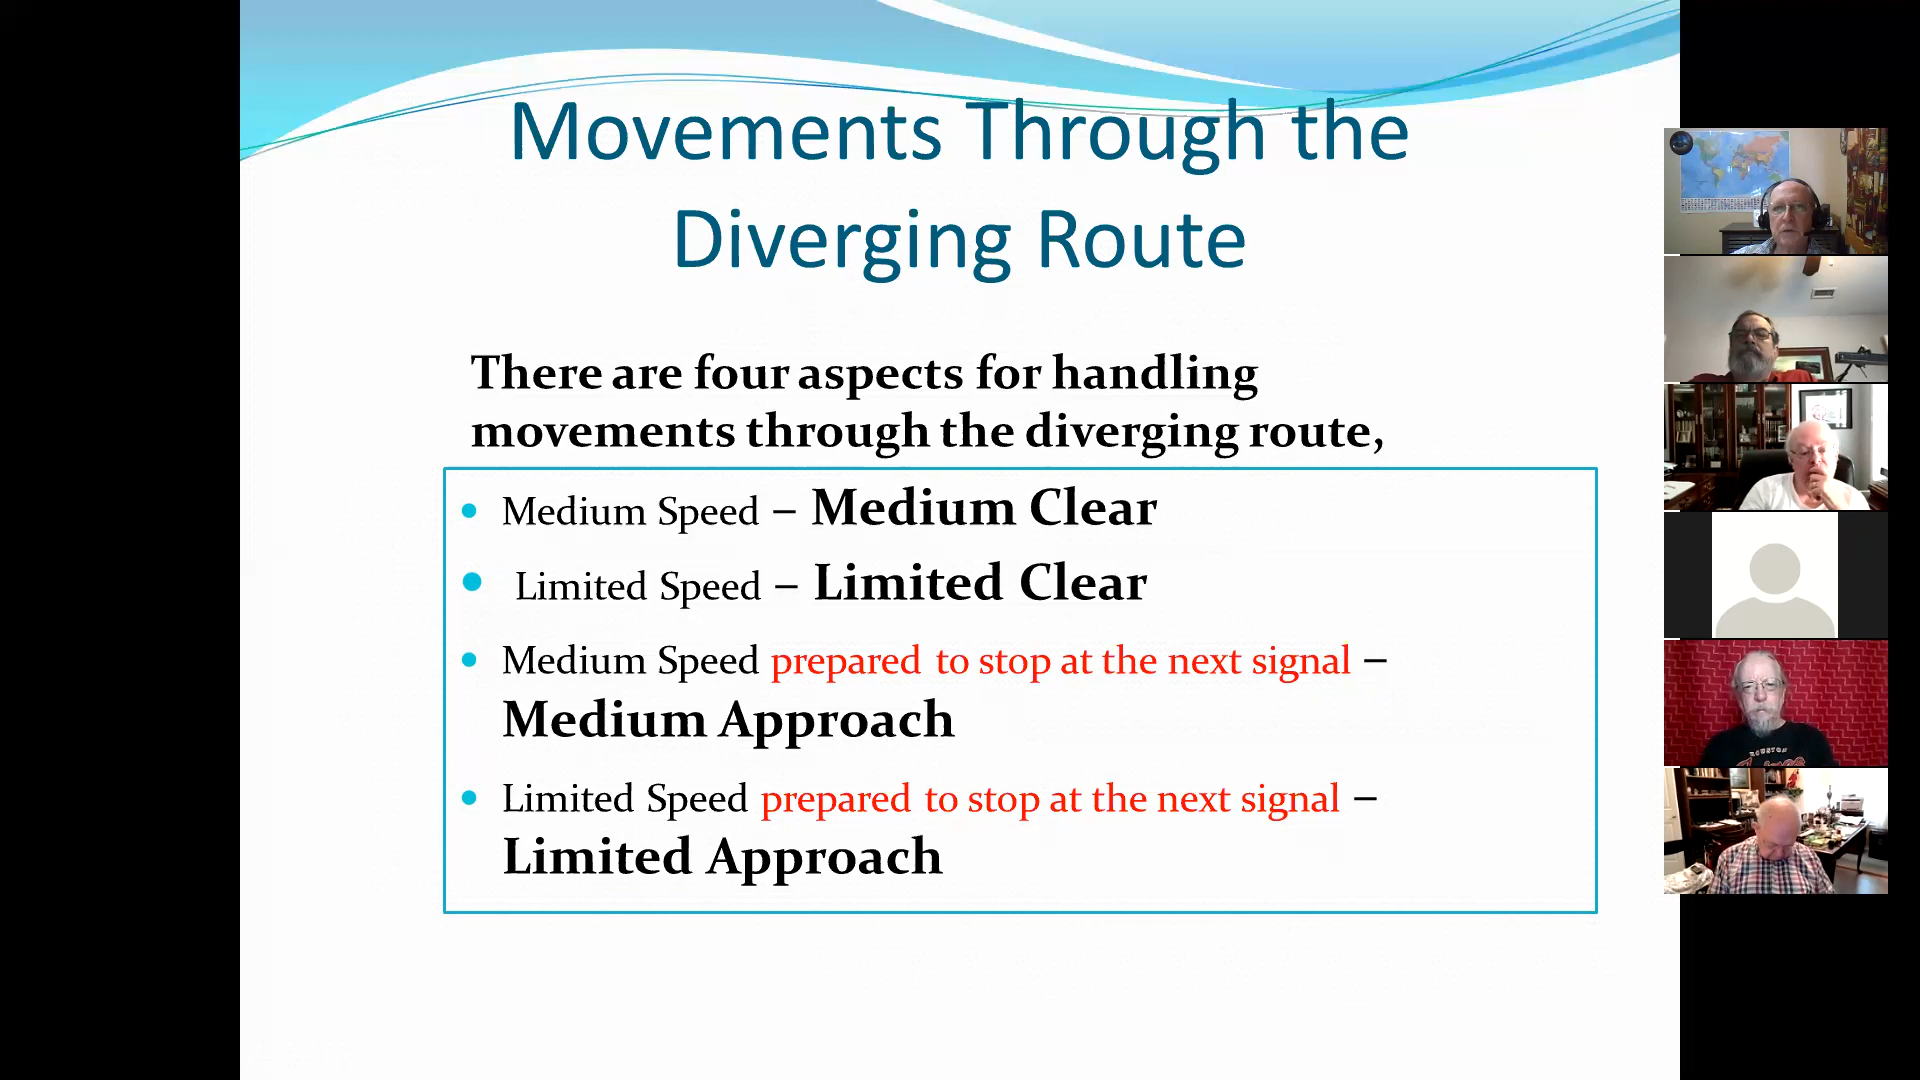 Movements Through the
Diverging Route
There are four aspects for handling
movements through the diverging route,
• Medium Speed – Medium Clear
• Limited Speed – Limited Clear
• Medium Speed prepared to stop at the next signal –
Medium Approach
• Limited Speed prepared to stop at the next signal –
Limited Approach
HOUSTON